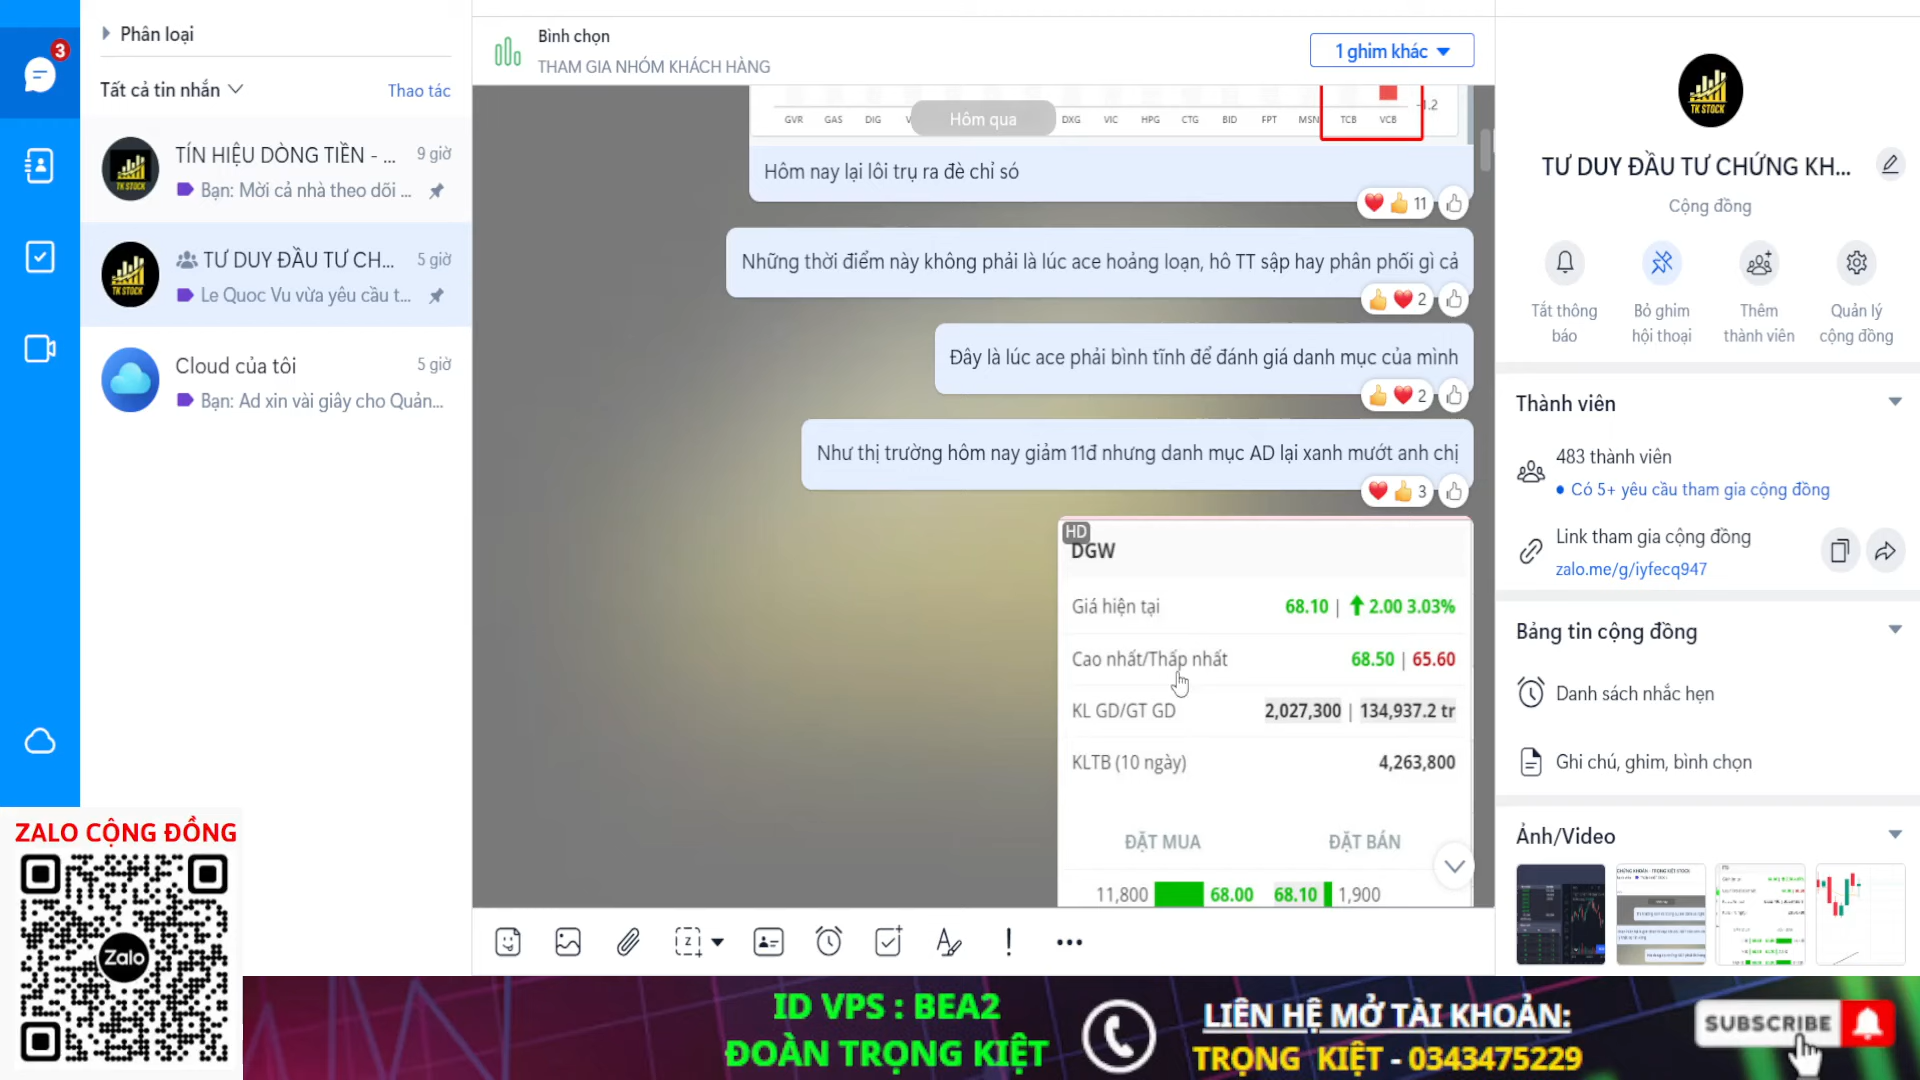 3
Phân loại
Tất cả tin nhắn
Thao tác
TK STOCK
TÍN HIỆU DÒNG TIỀN - ...
9 giờ
Bạn: Mời cả nhà theo dõi ...
TK STOCK
TƯ DUY ĐẦU TƯ CH...
5 giờ
Le Quoc Vu vừa yêu cầu t...
Cloud của tôi
5 giờ
Bạn: Ad xin vài giây cho Quản...
Bình chọn
THAM GIA NHÓM KHÁCH HÀNG
1 ghim khác
GVR GAS DIG V DXG VIC HPG CTG BID FPT MSN TCB VCB
-1.2
Hôm qua
Hôm nay lại lôi trụ ra đè chỉ só
11
Những thời điểm này không phải là lúc ace hoảng loạn, hô TT sập hay phân phối gì cả
2
Đây là lúc ace phải bình tĩnh để đánh giá danh mục của mình
2
Như thị trường hôm nay giảm 11đ nhưng danh mục AD lại xanh mướt anh chị
3
HD
DGW
Giá hiện tại 68.10 | 2.00 3.03%
Cao nhất/Thấp nhất 68.50 | 65.60
KL GD/GT GD 2,027,300 | 134,937.2 tr
KLTB (10 ngày) 4,263,800
ĐẶT MUA ĐẶT BÁN
11,800 68.00 68.10 1,900
TK STOCK
TƯ DUY ĐẦU TƯ CHỨNG KH...
Cộng đồng
Tắt thông báo
Bỏ ghim hội thoại
Thêm thành viên
Quản lý cộng đồng
Thành viên
483 thành viên
Có 5+ yêu cầu tham gia cộng đồng
Link tham gia cộng đồng
zalo.me/g/iyfecq947
Bảng tin cộng đồng
Danh sách nhắc hẹn
Ghi chú, ghim, bình chọn
Ảnh/Video
ZALO CỘNG ĐỒNG
Zalo
ID VPS : BEA2
ĐOÀN TRỌNG KIỆT
LIÊN HỆ MỞ TÀI KHOẢN:
TRỌNG KIỆT - 0343475229
SUBSCRIBE